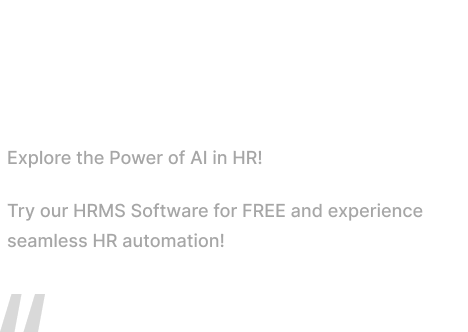 Explore the Power of AI in HR!
Try our HRMS Software for FREE and experience
seamless HR automation!